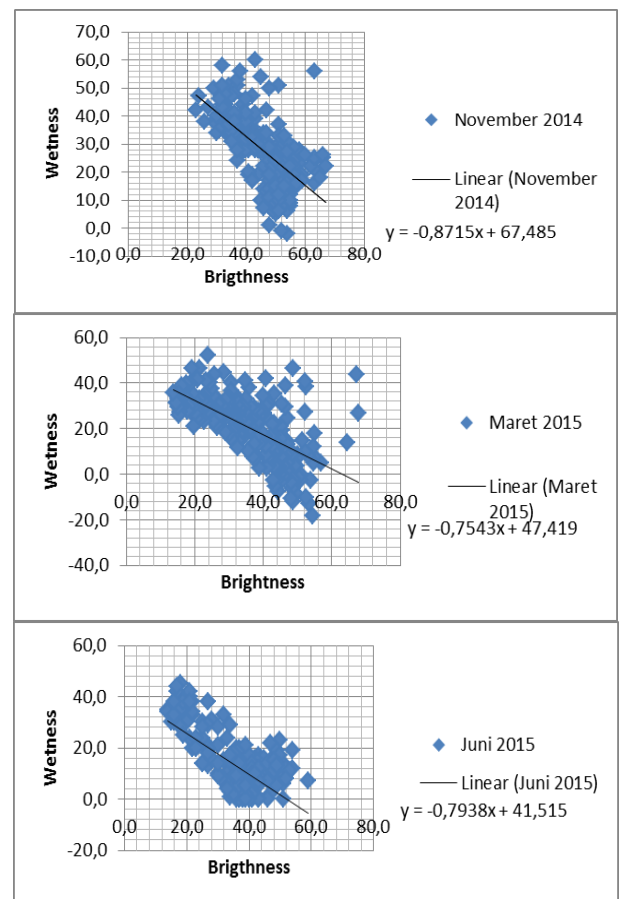 70,0
60,0
50,0
40,0
30,0
20,0
10,0
0,0
-10,0
Wetness
0,0 20,0 40,0 60,0 80,0
Brigthness
November 2014
Linear (November
2014)
y = -0,8715x + 67,485
60,0
40,0
20,0
0,0
-20,0
-40,0
Wetness
0,0 20,0 40,0 60,0 80,0
Brightness
Maret 2015
Linear (Maret
2015)
y = -0,7543x + 47,419
60,0
40,0
20,0
0,0
-20,0
Wetness
0,0 20,0 40,0 60,0 80,0
Brigthness
Juni 2015
Linear (Juni 2015)
y = -0,7938x + 41,515